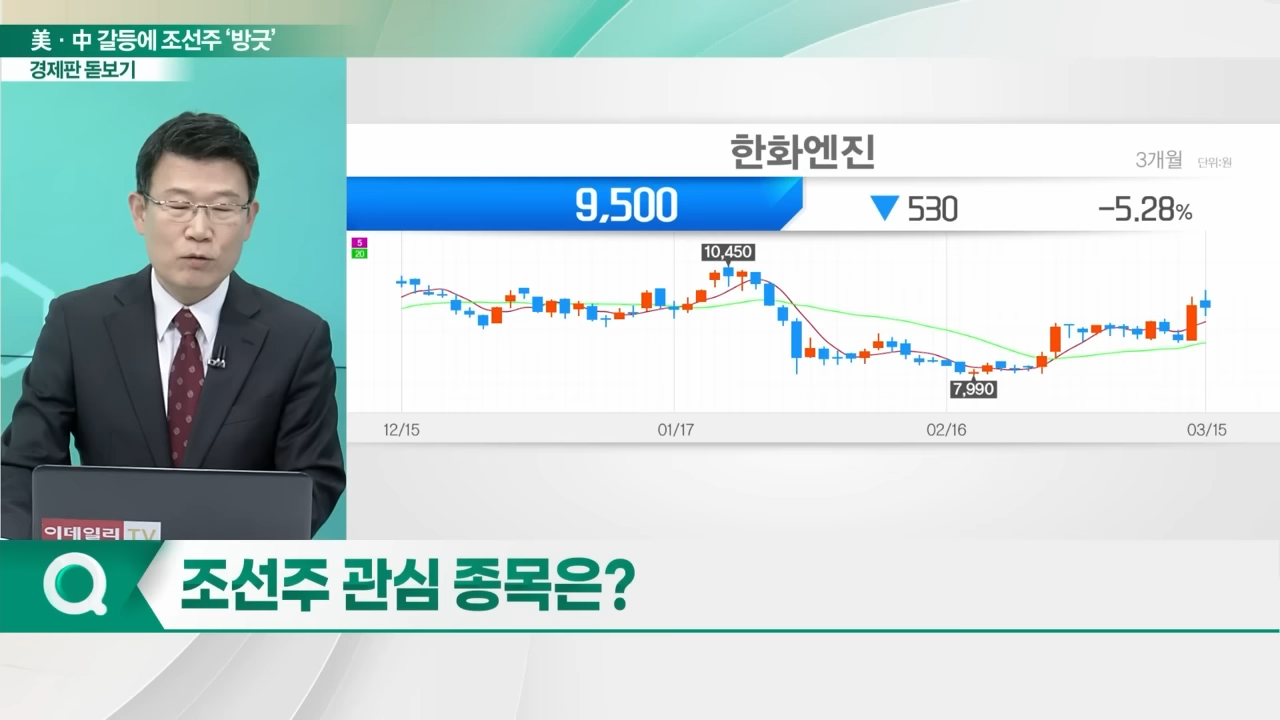 美·中 갈등에 조선주 ‘방긋’
경제판 돋보기
한화엔진
3개월 단위:원
9,500 ▼ 530 -5.28%
5
20
10,450
7,990
12/15 01/17 02/16 03/15
이데일리 TV
조선주 관심 종목은?